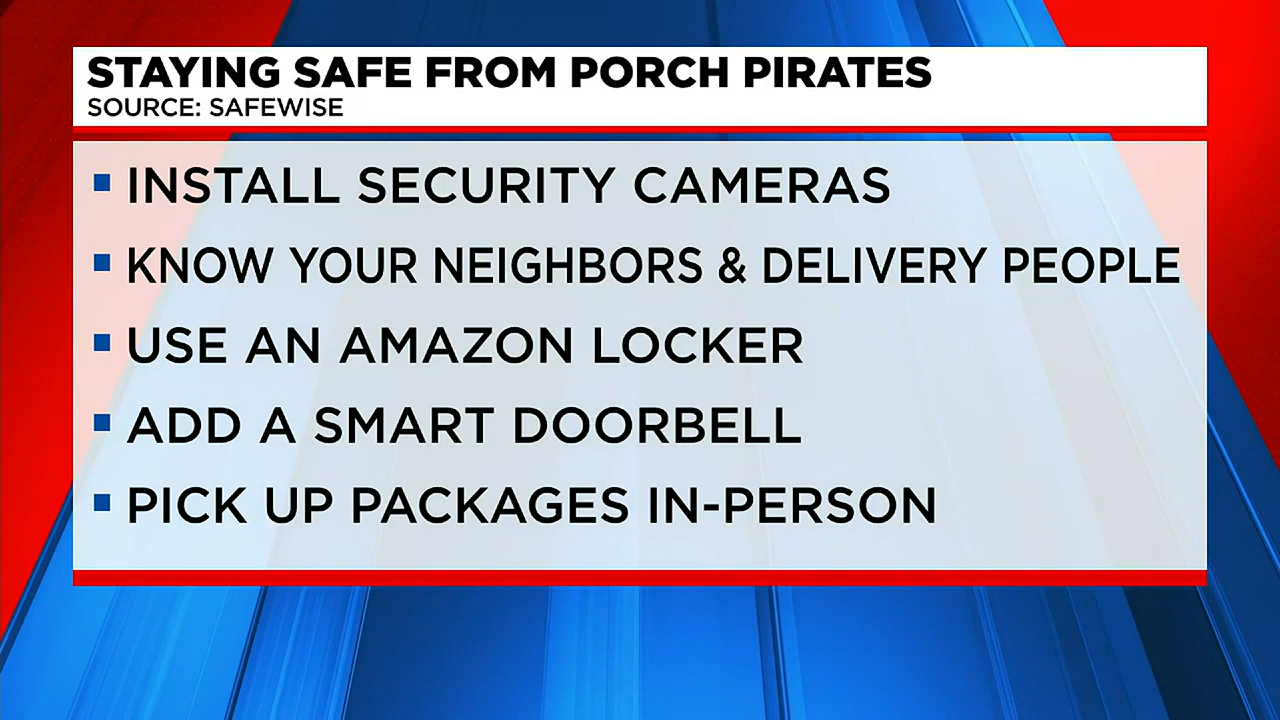 STAYING SAFE FROM PORCH PIRATES
SOURCE: SAFEWISE
▪ INSTALL SECURITY CAMERAS
▪ KNOW YOUR NEIGHBORS & DELIVERY PEOPLE
▪ USE AN AMAZON LOCKER
▪ ADD A SMART DOORBELL
▪ PICK UP PACKAGES IN-PERSON